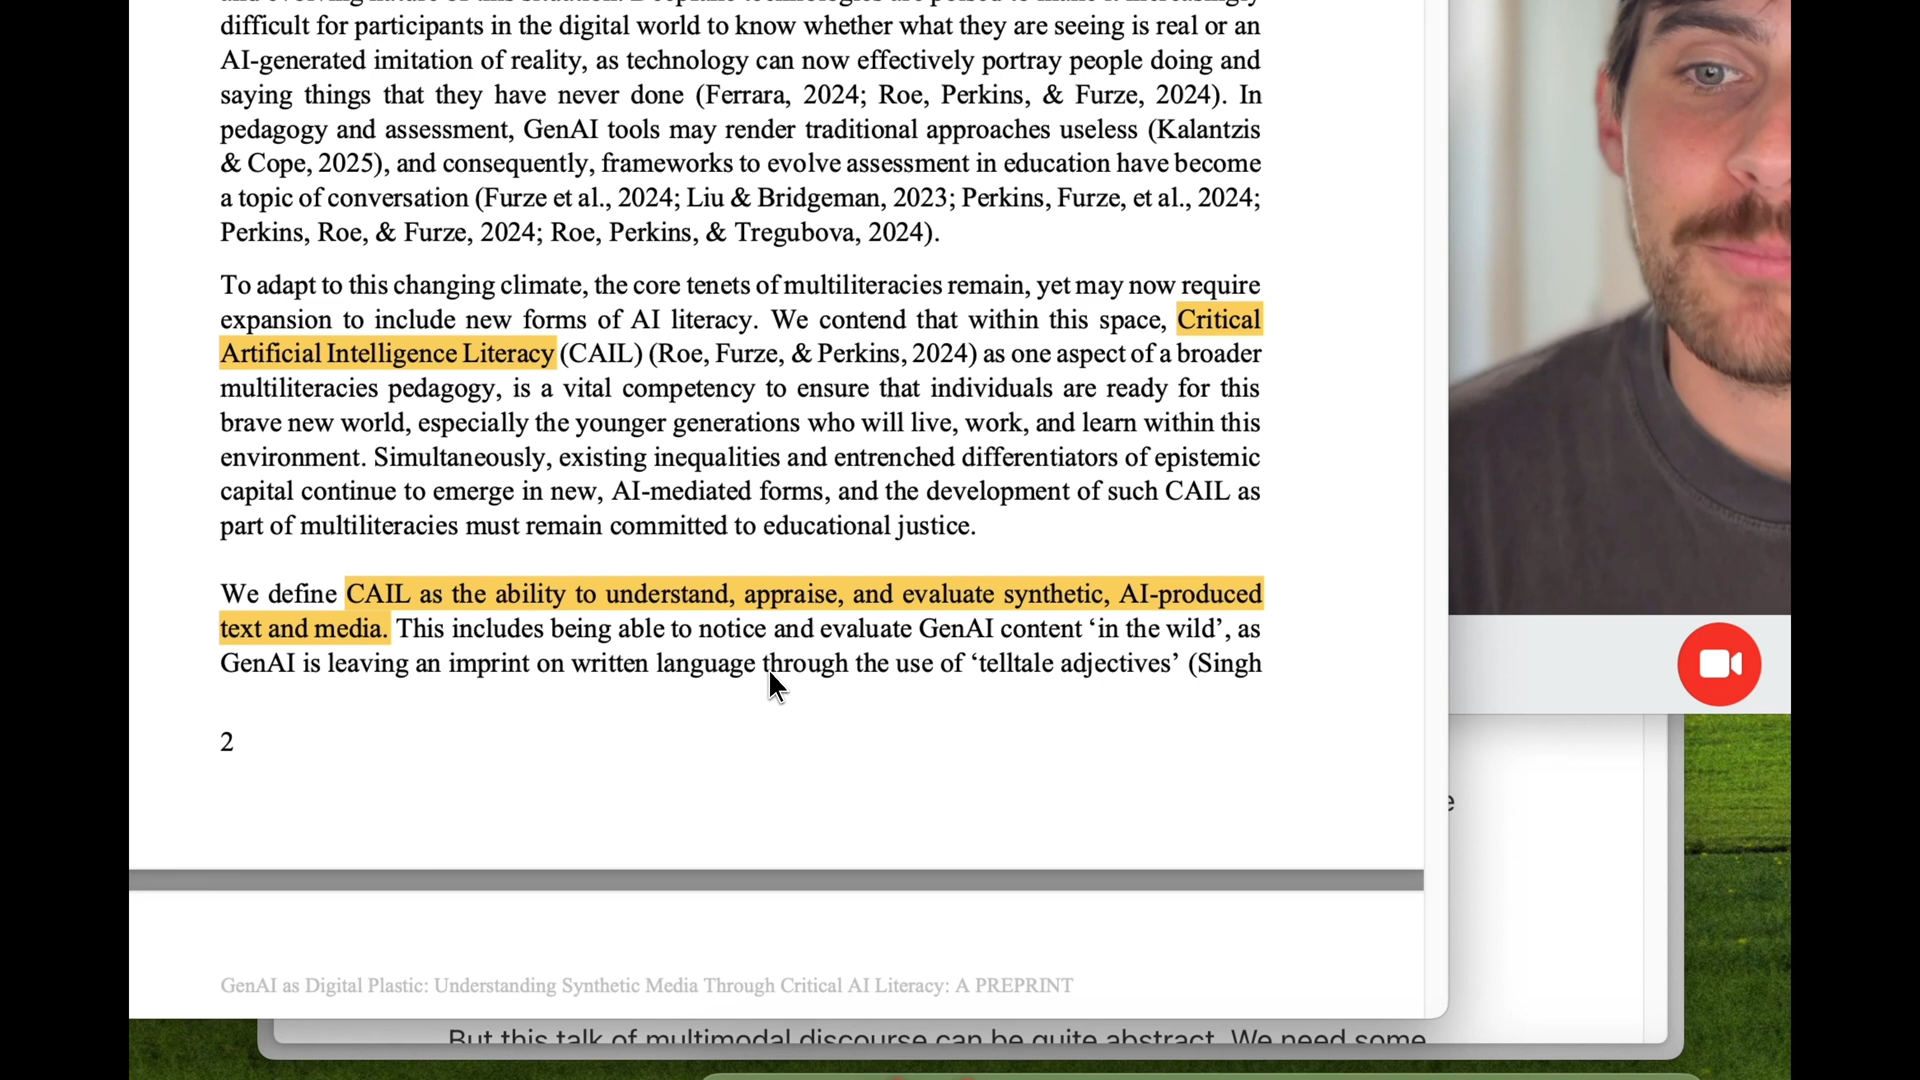 difficult for participants in the digital world to know whether what they are seeing is real or an
AI-generated imitation of reality, as technology can now effectively portray people doing and
saying things that they have never done (Ferrara, 2024; Roe, Perkins, & Furze, 2024). In
pedagogy and assessment, GenAI tools may render traditional approaches useless (Kalantzis
& Cope, 2025), and consequently, frameworks to evolve assessment in education have become
a topic of conversation (Furze et al., 2024; Liu & Bridgeman, 2023; Perkins, Furze, et al., 2024;
Perkins, Roe, & Furze, 2024; Roe, Perkins, & Tregubova, 2024).
To adapt to this changing climate, the core tenets of multiliteracies remain, yet may now require
expansion to include new forms of AI literacy. We contend that within this space, Critical
Artificial Intelligence Literacy (CAIL) (Roe, Furze, & Perkins, 2024) as one aspect of a broader
multiliteracies pedagogy, is a vital competency to ensure that individuals are ready for this
brave new world, especially the younger generations who will live, work, and learn within this
environment. Simultaneously, existing inequalities and entrenched differentiators of epistemic
capital continue to emerge in new, AI-mediated forms, and the development of such CAIL as
part of multiliteracies must remain committed to educational justice.
We define CAIL as the ability to understand, appraise, and evaluate synthetic, AI-produced
text and media. This includes being able to notice and evaluate GenAI content ‘in the wild’, as
GenAI is leaving an imprint on written language through the use of ‘telltale adjectives’ (Singh
2
GenAI as Digital Plastic: Understanding Synthetic Media Through Critical AI Literacy: A PREPRINT
But this talk of multimodal discourse can be quite abstract. We need some